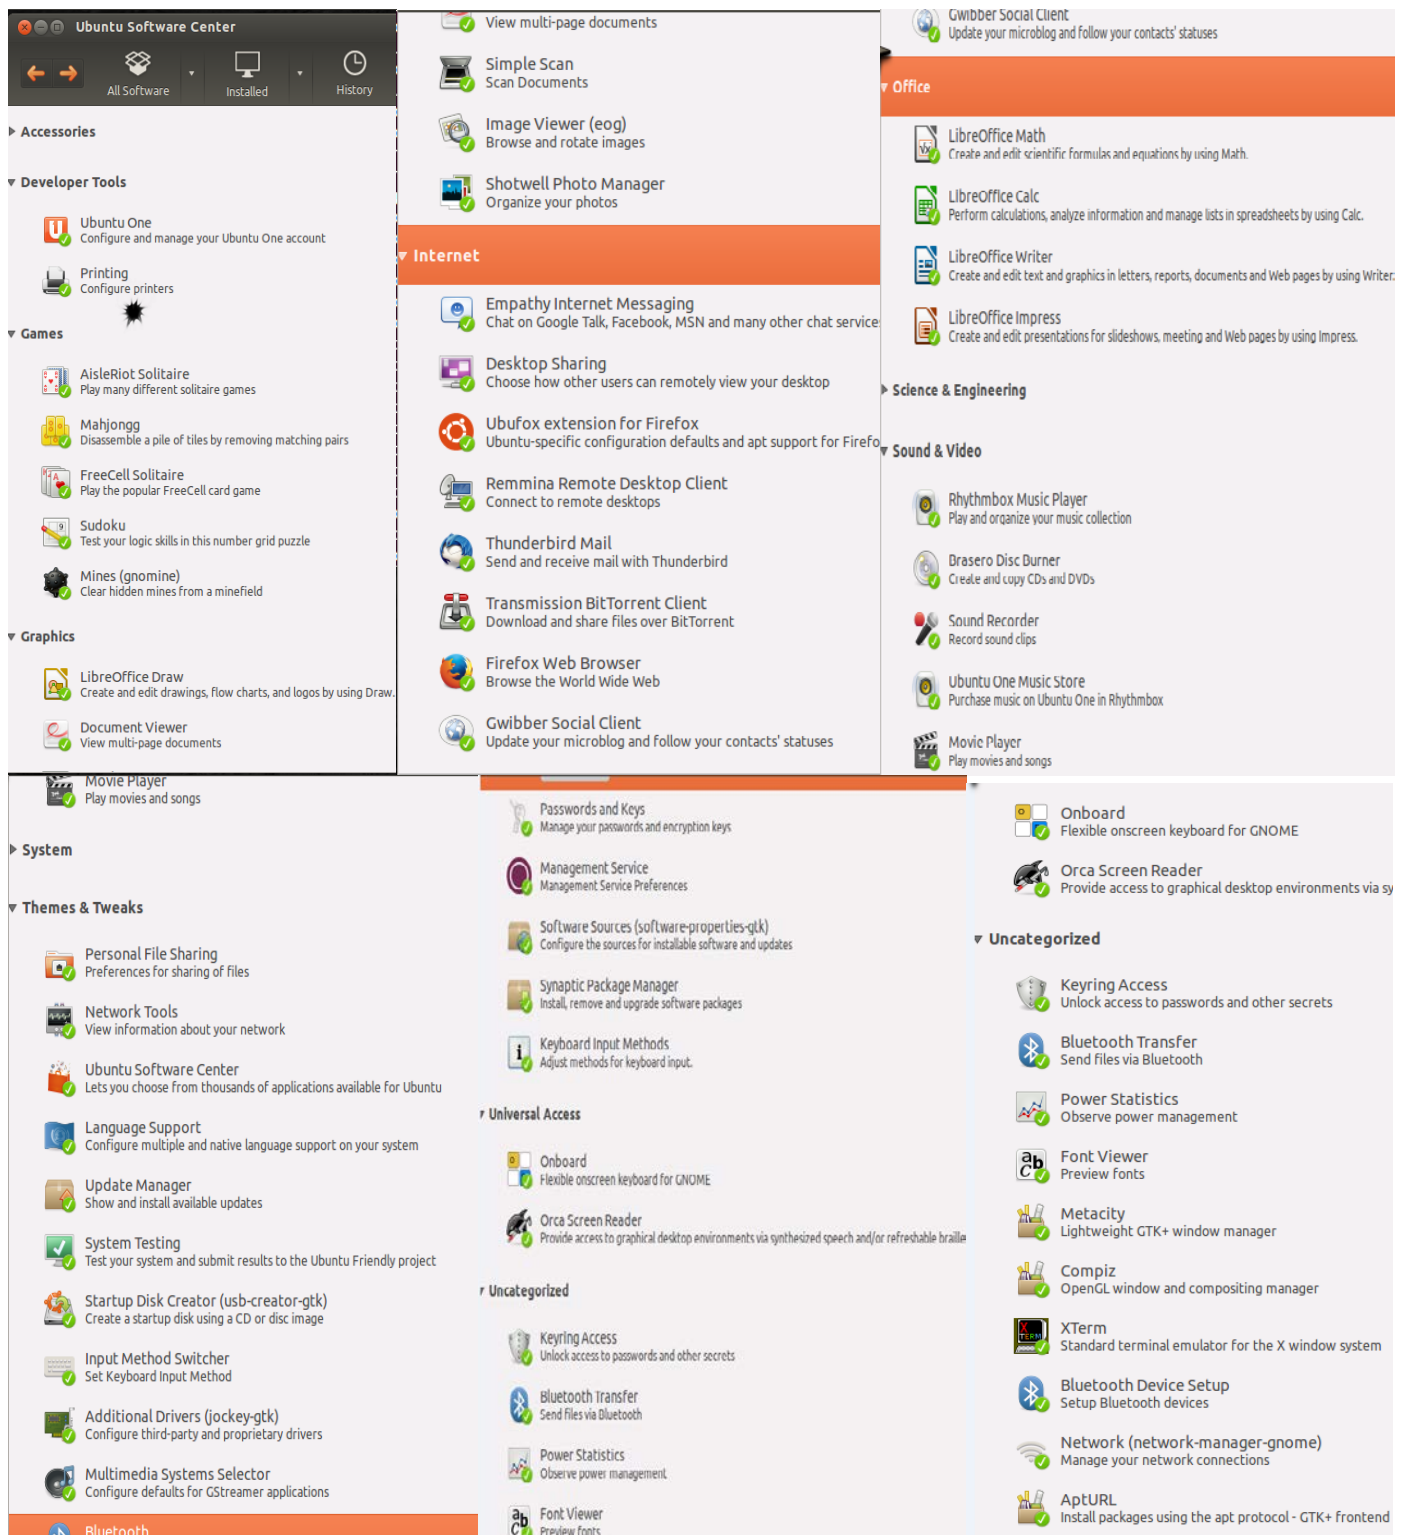 Ubuntu Software Center
All Software
Installed
History
Accessories
Developer Tools
Ubuntu One
Configure and manage your Ubuntu One account
Printing
Configure printers
Games
AisleRiot Solitaire
Play many different solitaire games
Mahjongg
Disassemble a pile of tiles by removing matching pairs
FreeCell Solitaire
Play the popular FreeCell card game
Sudoku
Test your logic skills in this number grid puzzle
Mines (gnomine)
Clear hidden mines from a minefield
Graphics
LibreOffice Draw
Create and edit drawings, flow charts, and logos by using Draw.
Document Viewer
View multi-page documents
View multi-page documents
Simple Scan
Scan Documents
Image Viewer (eog)
Browse and rotate images
Shotwell Photo Manager
Organize your photos
Internet
Empathy Internet Messaging
Chat on Google Talk, Facebook, MSN and many other chat service
Desktop Sharing
Choose how other users can remotely view your desktop
Ubufox extension for Firefox
Ubuntu-specific configuration defaults and apt support for Firefo
Remmina Remote Desktop Client
Connect to remote desktops
Thunderbird Mail
Send and receive mail with Thunderbird
Transmission BitTorrent Client
Download and share files over BitTorrent
Firefox Web Browser
Browse the World Wide Web
Gwibber Social Client
Update your microblog and follow your contacts' statuses
Gwibber Social Client
Update your microblog and follow your contacts' statuses
Office
LibreOffice Math
Create and edit scientific formulas and equations by using Math.
LibreOffice Calc
Perform calculations, analyze information and manage lists in spreadsheets by using Calc.
LibreOffice Writer
Create and edit text and graphics in letters, reports, documents and Web pages by using Writer.
LibreOffice Impress
Create and edit presentations for slideshows, meeting and Web pages by using Impress.
Science & Engineering
Sound & Video
Rhythmbox Music Player
Play and organize your music collection
Brasero Disc Burner
Create and copy CDs and DVDs
Sound Recorder
Record sound clips
Ubuntu One Music Store
Purchase music on Ubuntu One in Rhythmbox
Movie Player
Play movies and songs
Movie Player
Play movies and songs
System
Themes & Tweaks
Personal File Sharing
Preferences for sharing of files
Network Tools
View information about your network
Ubuntu Software Center
Lets you choose from thousands of applications available for Ubuntu
Language Support
Configure multiple and native language support on your system
Update Manager
Show and install available updates
System Testing
Test your system and submit results to the Ubuntu Friendly project
Startup Disk Creator (usb-creator-gtk)
Create a startup disk using a CD or disc image
Input Method Switcher
Set Keyboard Input Method
Additional Drivers (jockey-gtk)
Configure third-party and proprietary drivers
Multimedia Systems Selector
Configure defaults for GStreamer applications
Bluetooth
Passwords and Keys
Manage your passwords and encryption keys
Management Service
Management Service Preferences
Software Sources (software-properties-gtk)
Configure the sources for installable software and updates
Synaptic Package Manager
Install, remove and upgrade software packages
Keyboard Input Methods
Adjust methods for keyboard input.
Universal Access
Onboard
Flexible onscreen keyboard for GNOME
Orca Screen Reader
Provide access to graphical desktop environments via synthesized speech and/or refreshable braille
Uncategorized
Keyring Access
Unlock access to passwords and other secrets
Bluetooth Transfer
Send files via Bluetooth
Power Statistics
Observe power management
Font Viewer
Preview fonts
Onboard
Flexible onscreen keyboard for GNOME
Orca Screen Reader
Provide access to graphical desktop environments via sy
Uncategorized
Keyring Access
Unlock access to passwords and other secrets
Bluetooth Transfer
Send files via Bluetooth
Power Statistics
Observe power management
Font Viewer
Preview fonts
Metacity
Lightweight GTK+ window manager
Compiz
OpenGL window and compositing manager
XTerm
Standard terminal emulator for the X window system
Bluetooth Device Setup
Setup Bluetooth devices
Network (network-manager-gnome)
Manage your network connections
AptURL
Install packages using the apt protocol - GTK+ frontend